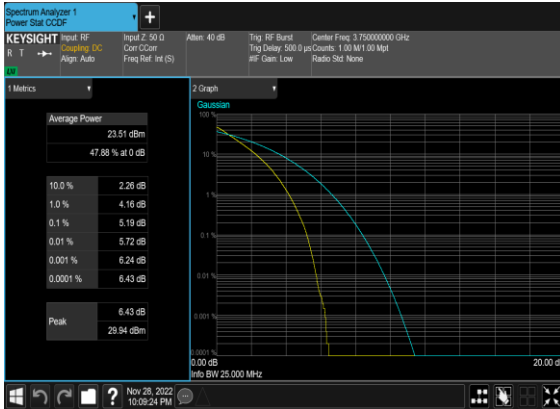 Spectrum Analyzer 1
Power Stat CCDF
+
KEYSIGHT
R T
LV
Input: RF
Coupling: DC
Align: Auto
Input Z: 50 Ω
Corr CCorr
Freq Ref: Int (S)
Atten: 40 dB
Trig: RF Burst
Trig Delay: 500.0 µs
#IF Gain: Low
Center Freq: 3.750000000 GHz
Counts: 1.00 M/1.00 Mpt
Radio Std: None
1 Metrics
Average Power
23.51 dBm
47.88 % at 0 dB
10.0 % 2.26 dB
1.0 % 4.16 dB
0.1 % 5.19 dB
0.01 % 5.72 dB
0.001 % 6.24 dB
0.0001 % 6.43 dB
Peak
6.43 dB
29.94 dBm
2 Graph
Gaussian
100 %
10 %
1 %
0.1 %
0.01 %
0.001 %
0.0001 %
0.00 dB
20.00 d
Info BW 25.000 MHz
?
Nov 28, 2022
10:09:24 PM